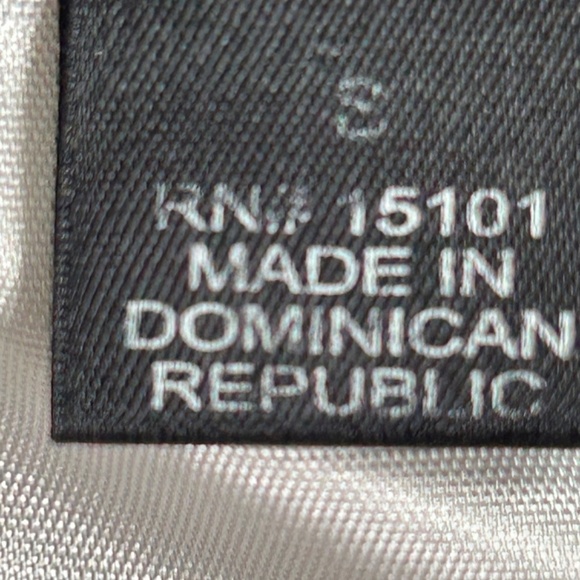 RN# 15101
MADE IN
DOMINICAN
REPUBLIC